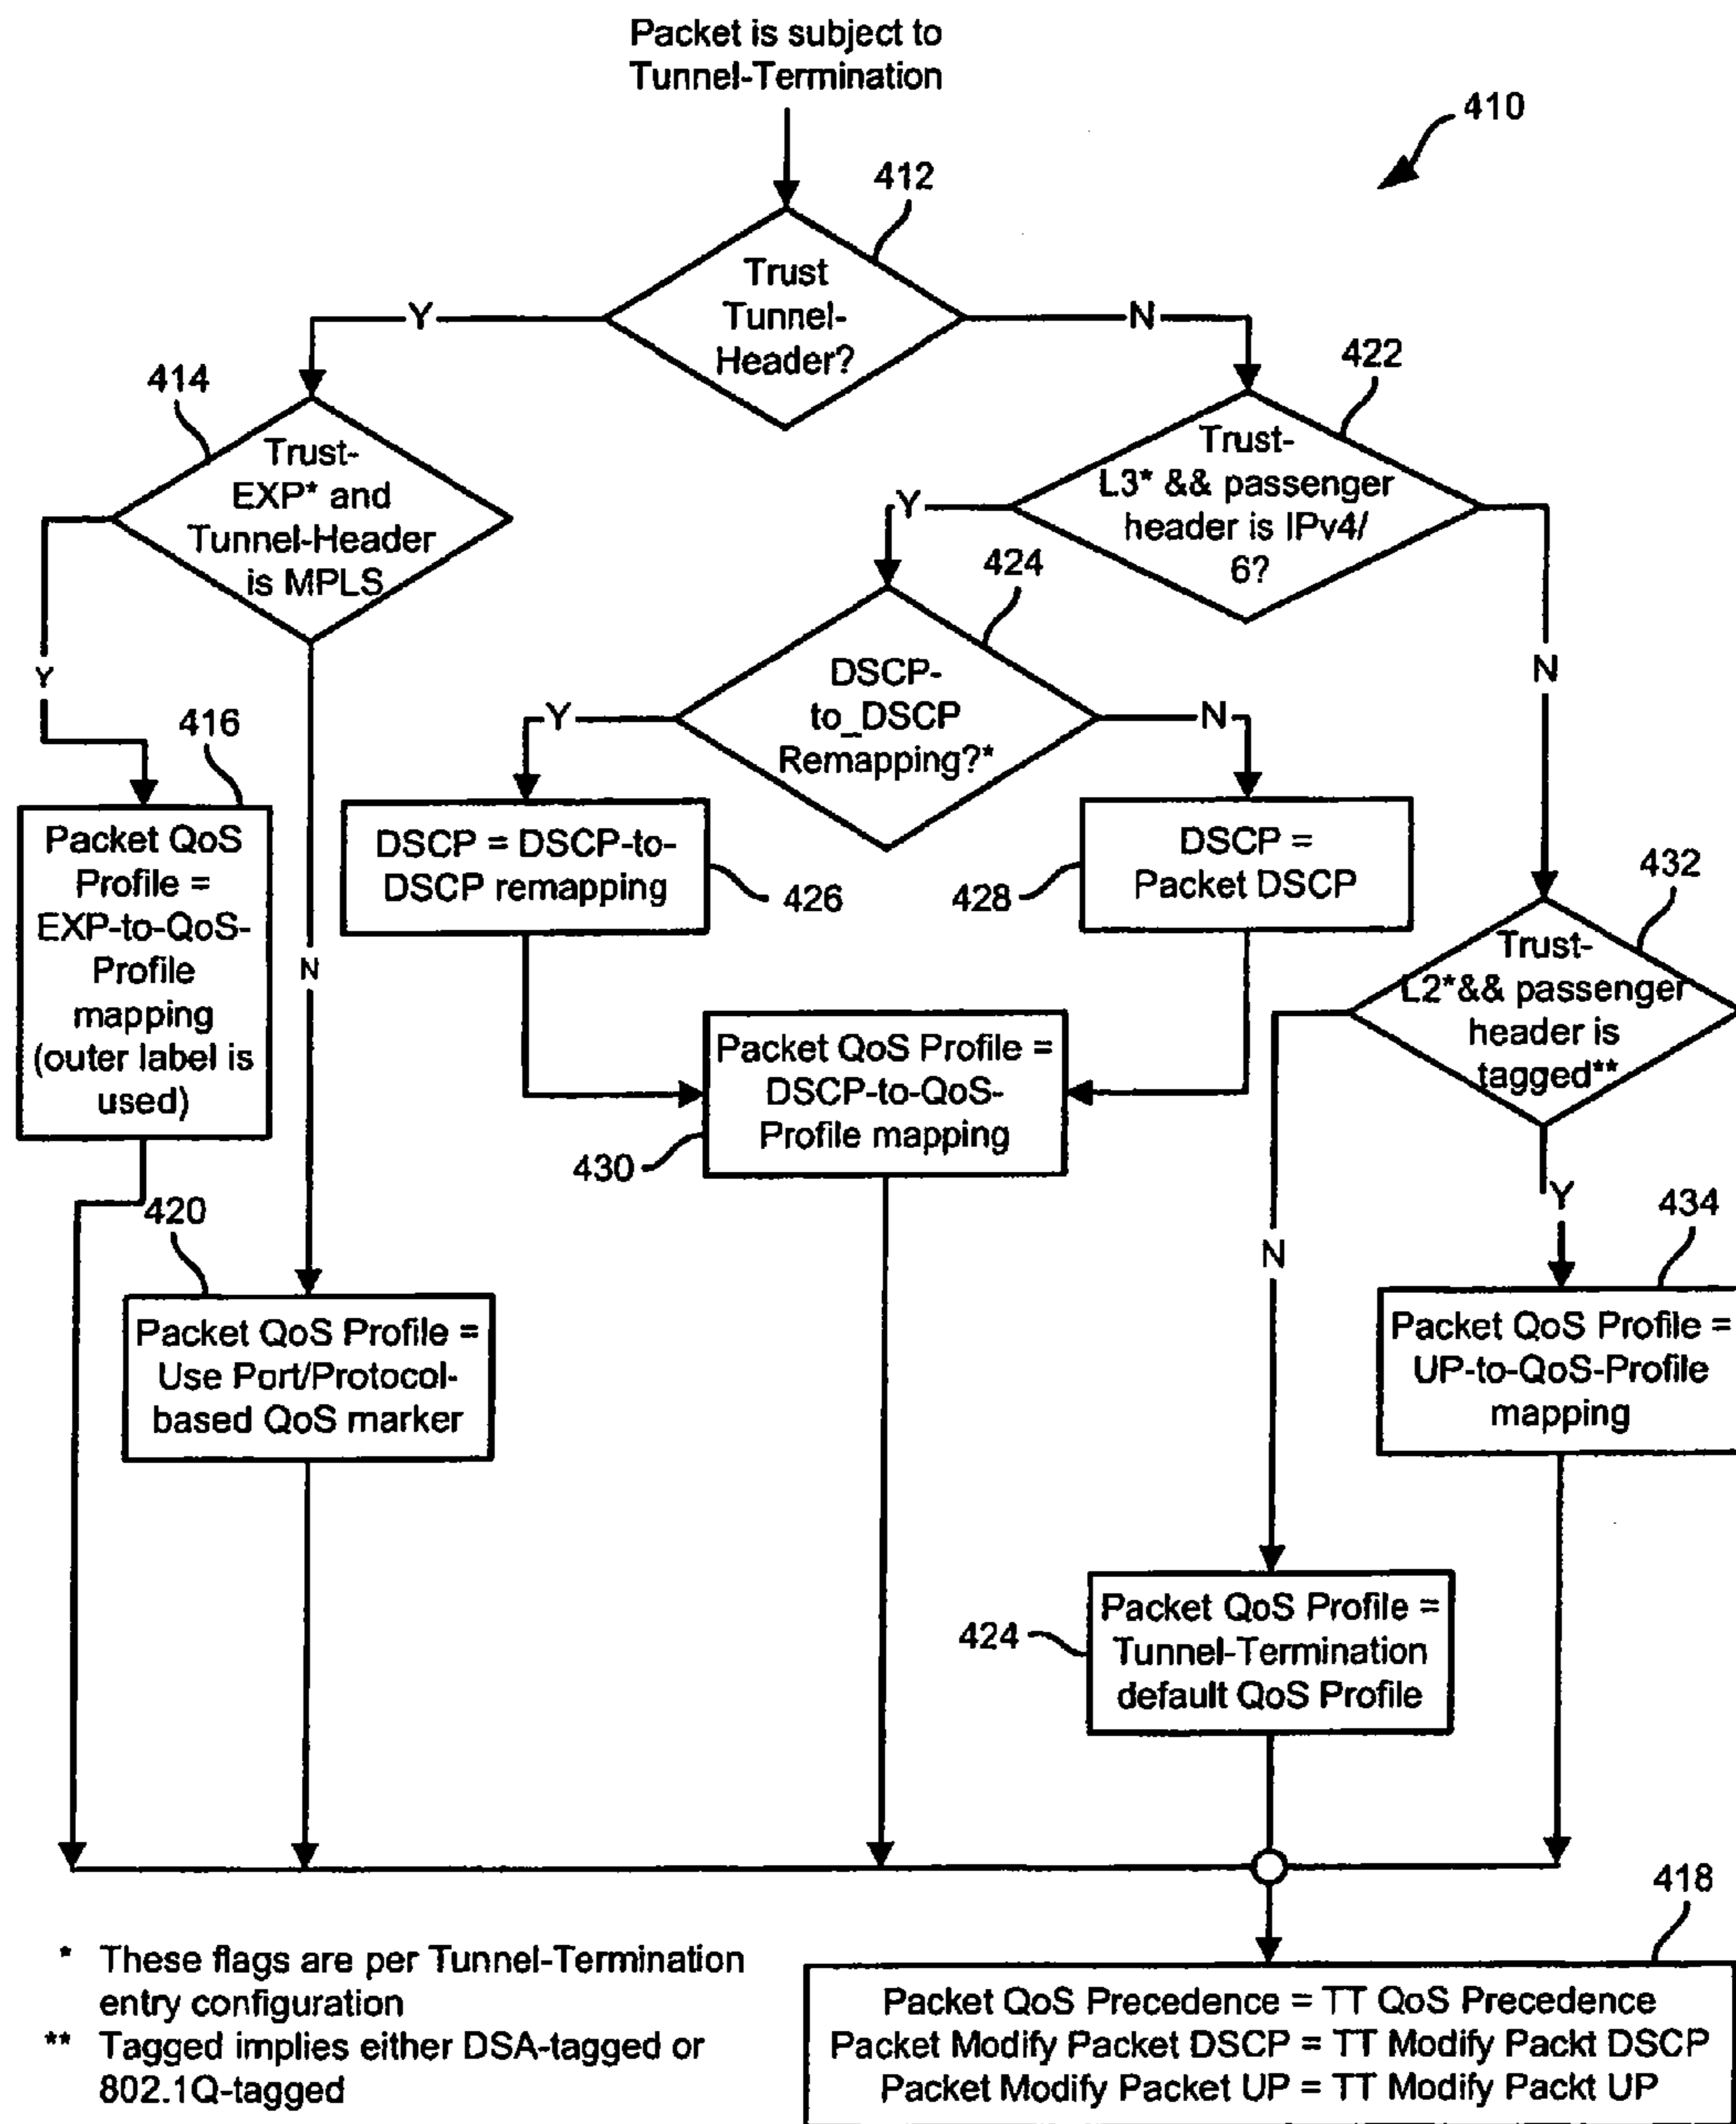 Packet is subject to
Tunnel-Termination
410
412
Trust
Tunnel-
Header?
Y
N
414
Trust-
EXP* and
Tunnel-Header
is MPLS
422
Trust-
L3* && passenger
header is IPv4/
6?
Y
N
424
DSCP-
to_DSCP
Remapping?*
Y
N
Y
N
416
Packet QoS
Profile =
EXP-to-QoS-
Profile
mapping
(outer label is
used)
DSCP = DSCP-to-
DSCP remapping
426
DSCP =
Packet DSCP
428
432
Trust-
L2*&& passenger
header is
tagged**
Packet QoS Profile =
DSCP-to-QoS-
Profile mapping
430
N
Y
420
Packet QoS Profile =
Use Port/Protocol-
based QoS marker
434
Packet QoS Profile =
UP-to-QoS-Profile
mapping
424
Packet QoS Profile =
Tunnel-Termination
default QoS Profile
418
Packet QoS Precedence = TT QoS Precedence
Packet Modify Packet DSCP = TT Modify Packt DSCP
Packet Modify Packet UP = TT Modify Packt UP
* These flags are per Tunnel-Termination
entry configuration
** Tagged implies either DSA-tagged or
802.1Q-tagged